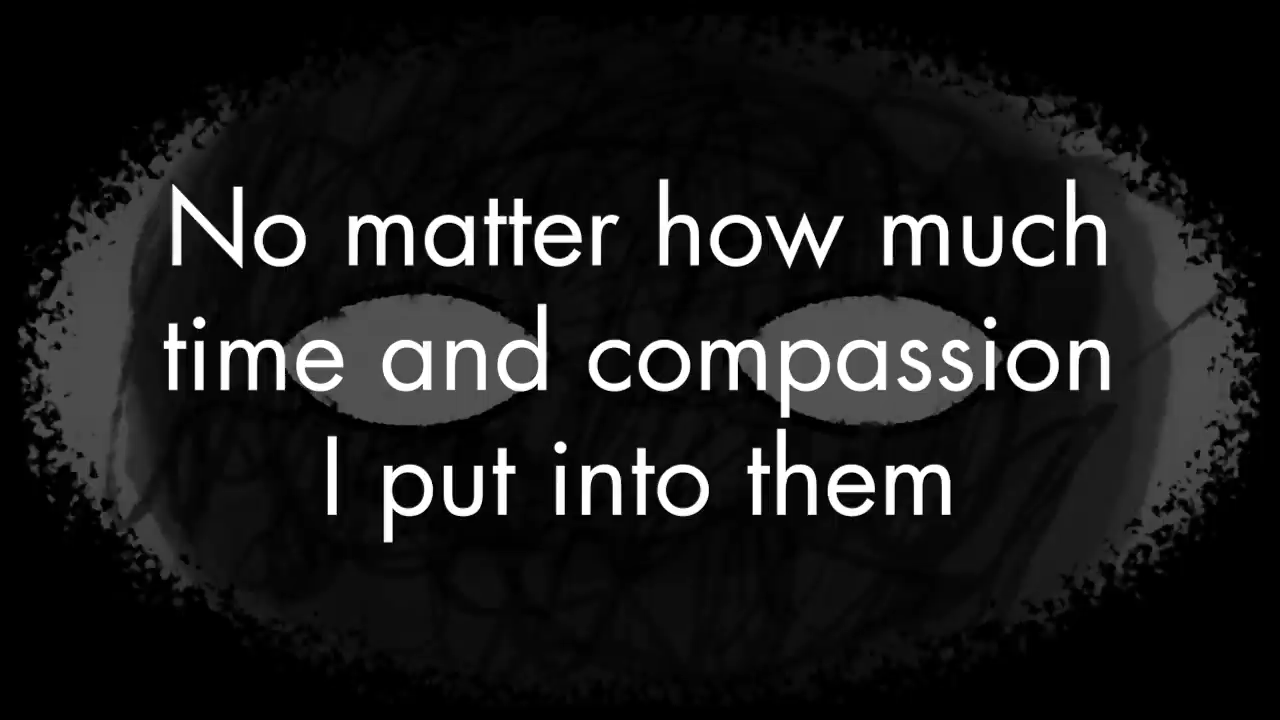 No matter how much
time and compassion
I put into them